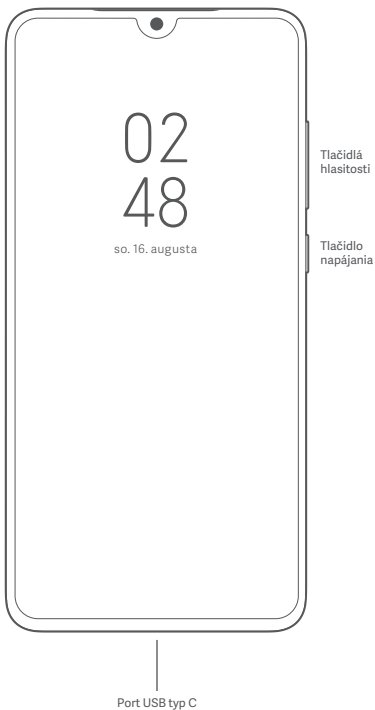 02
48
so. 16. augusta
Tlačidlá
hlasitosti
Tlačidlo
napájania
Port USB typ C